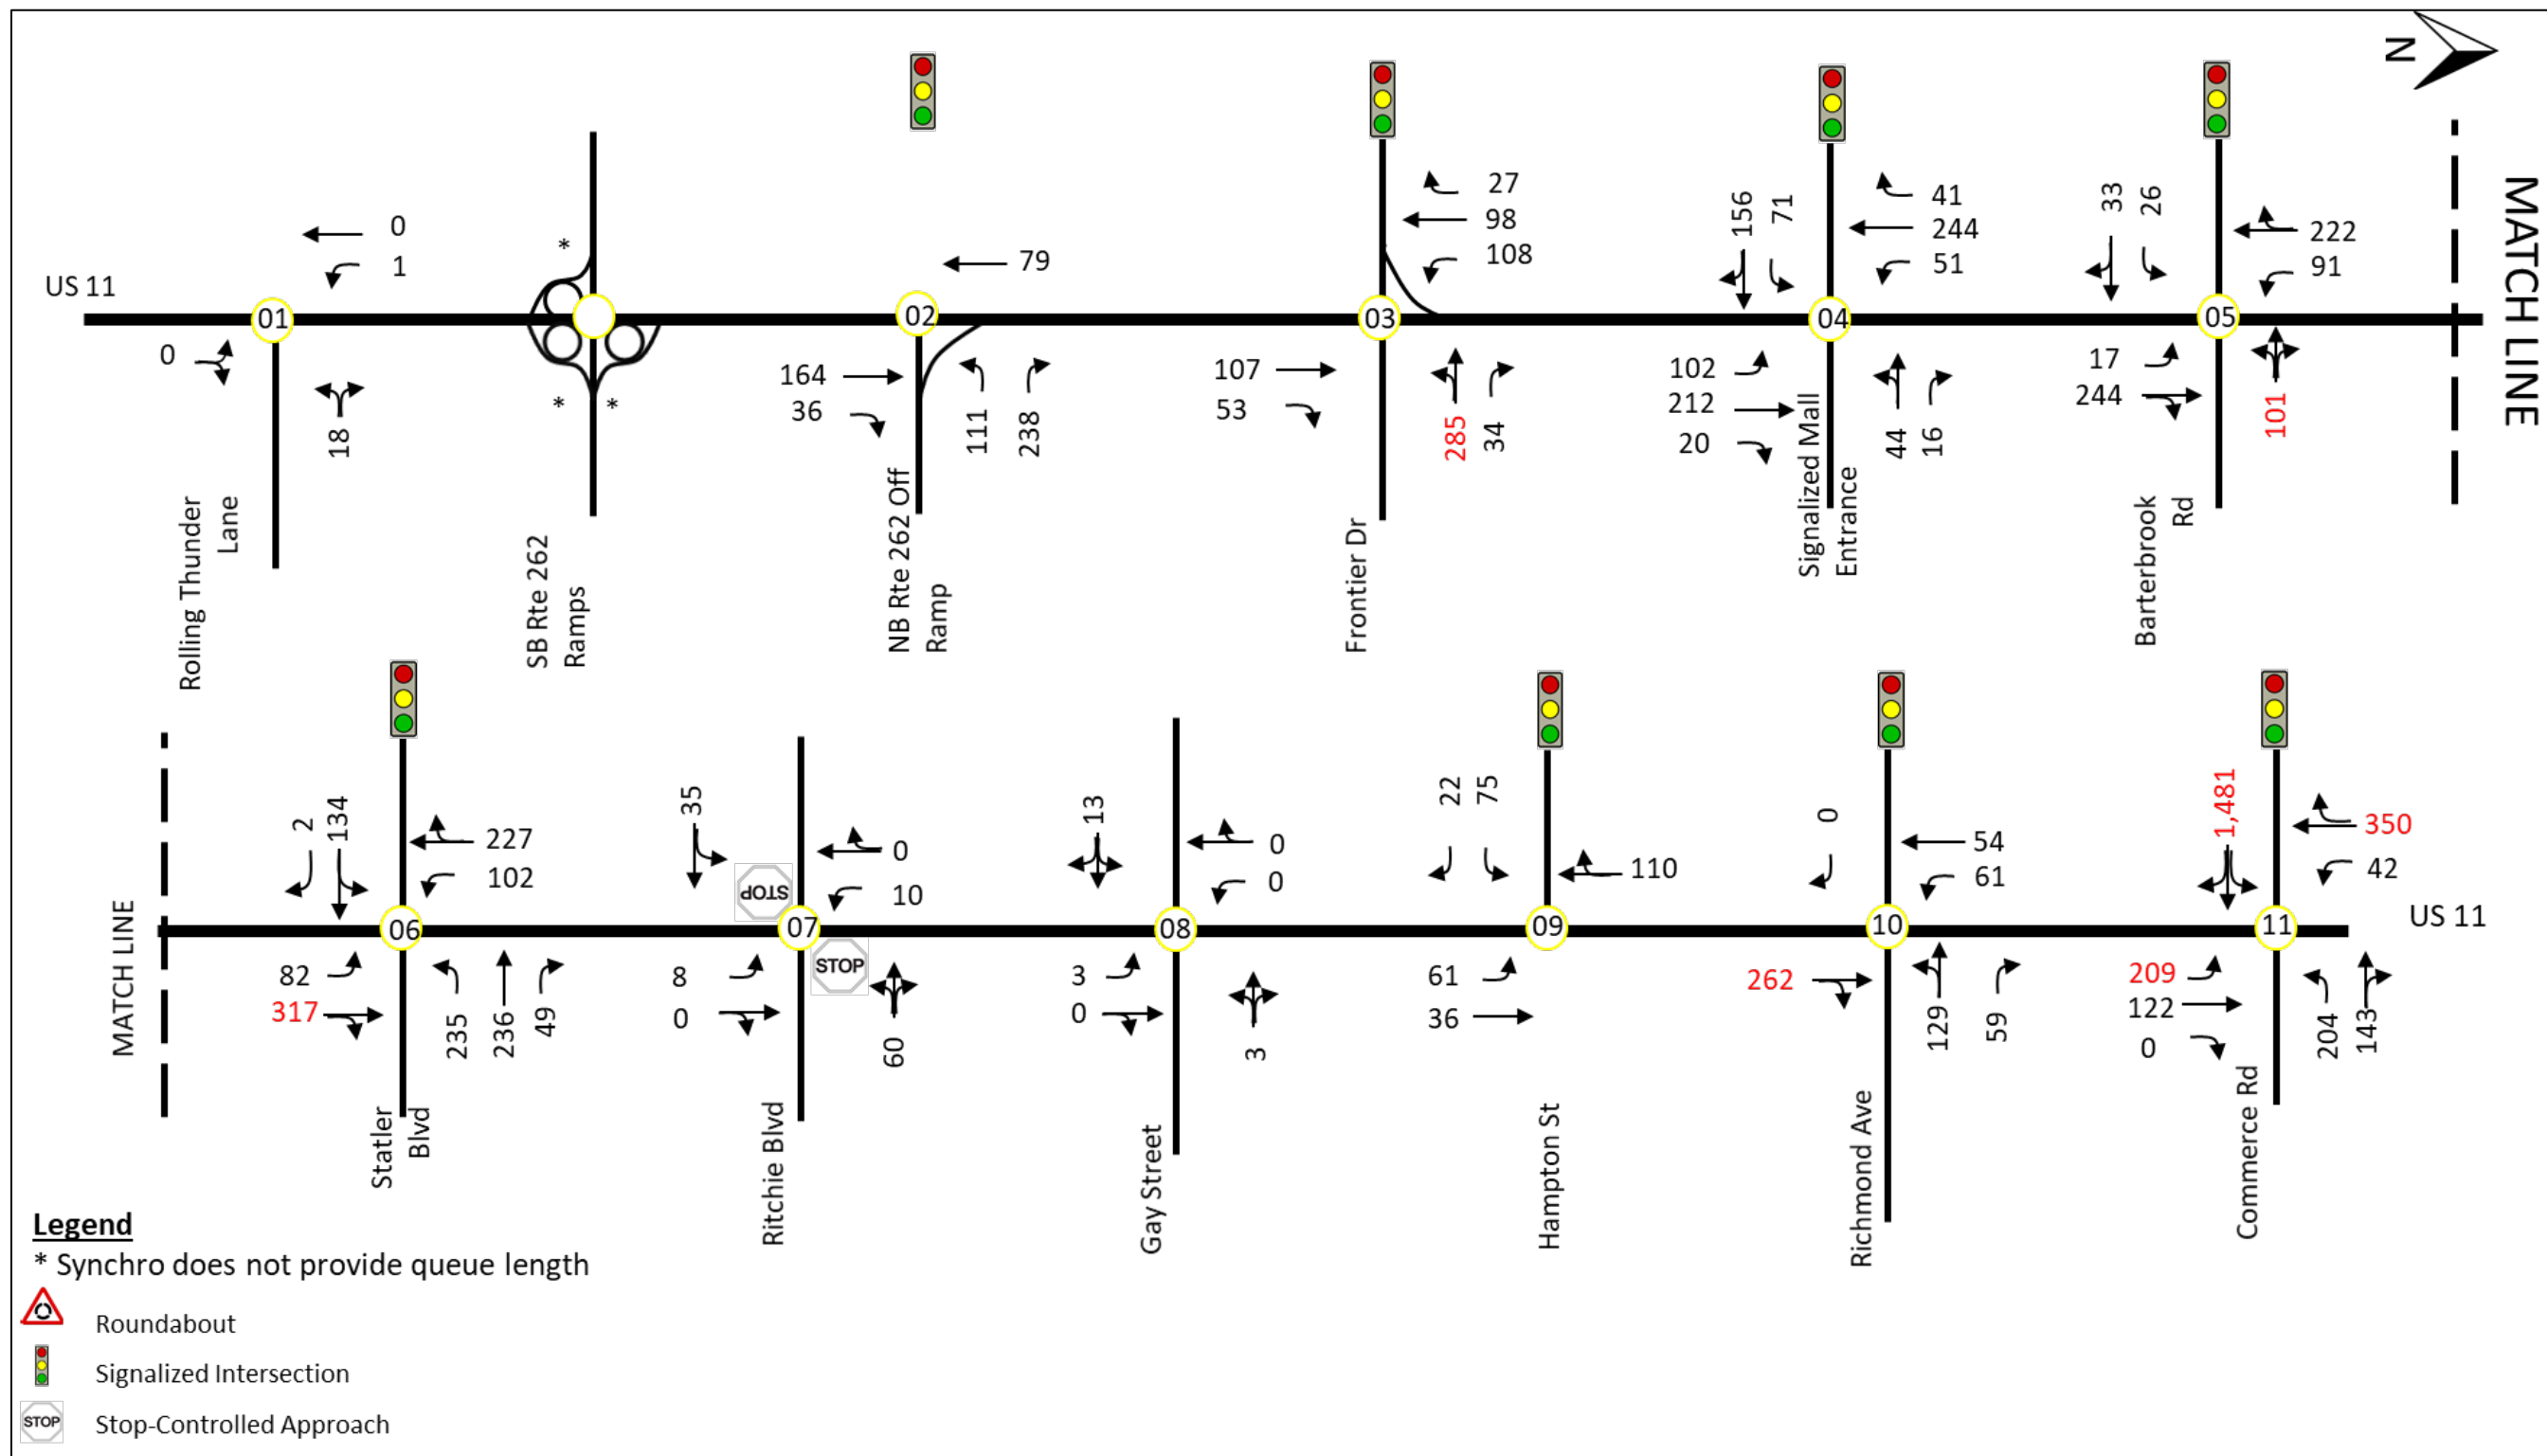 N
MATCH LINE
US 11
0
1
0
18
01
Rolling Thunder
Lane
*
*
*
SB Rte 262
Ramps
79
02
164
36
111
238
NB Rte 262 Off
Ramp
27
98
108
03
107
53
285
34
Frontier Dr
156
71
41
244
51
04
102
212
20
44
16
Signalized Mall
Entrance
33
26
222
91
05
17
244
101
Barterbrook
Rd
MATCH LINE
2
134
227
102
06
82
317
235
236
49
Statler
Blvd
35
STOP
0
10
07
STOP
8
0
60
Ritchie Blvd
13
0
0
08
3
0
3
Gay Street
22
75
110
09
61
36
Hampton St
0
54
61
10
262
129
59
Richmond Ave
1,481
350
42
11
US 11
209
122
0
204
143
Commerce Rd
Legend
* Synchro does not provide queue length
Roundabout
Signalized Intersection
STOP
Stop-Controlled Approach